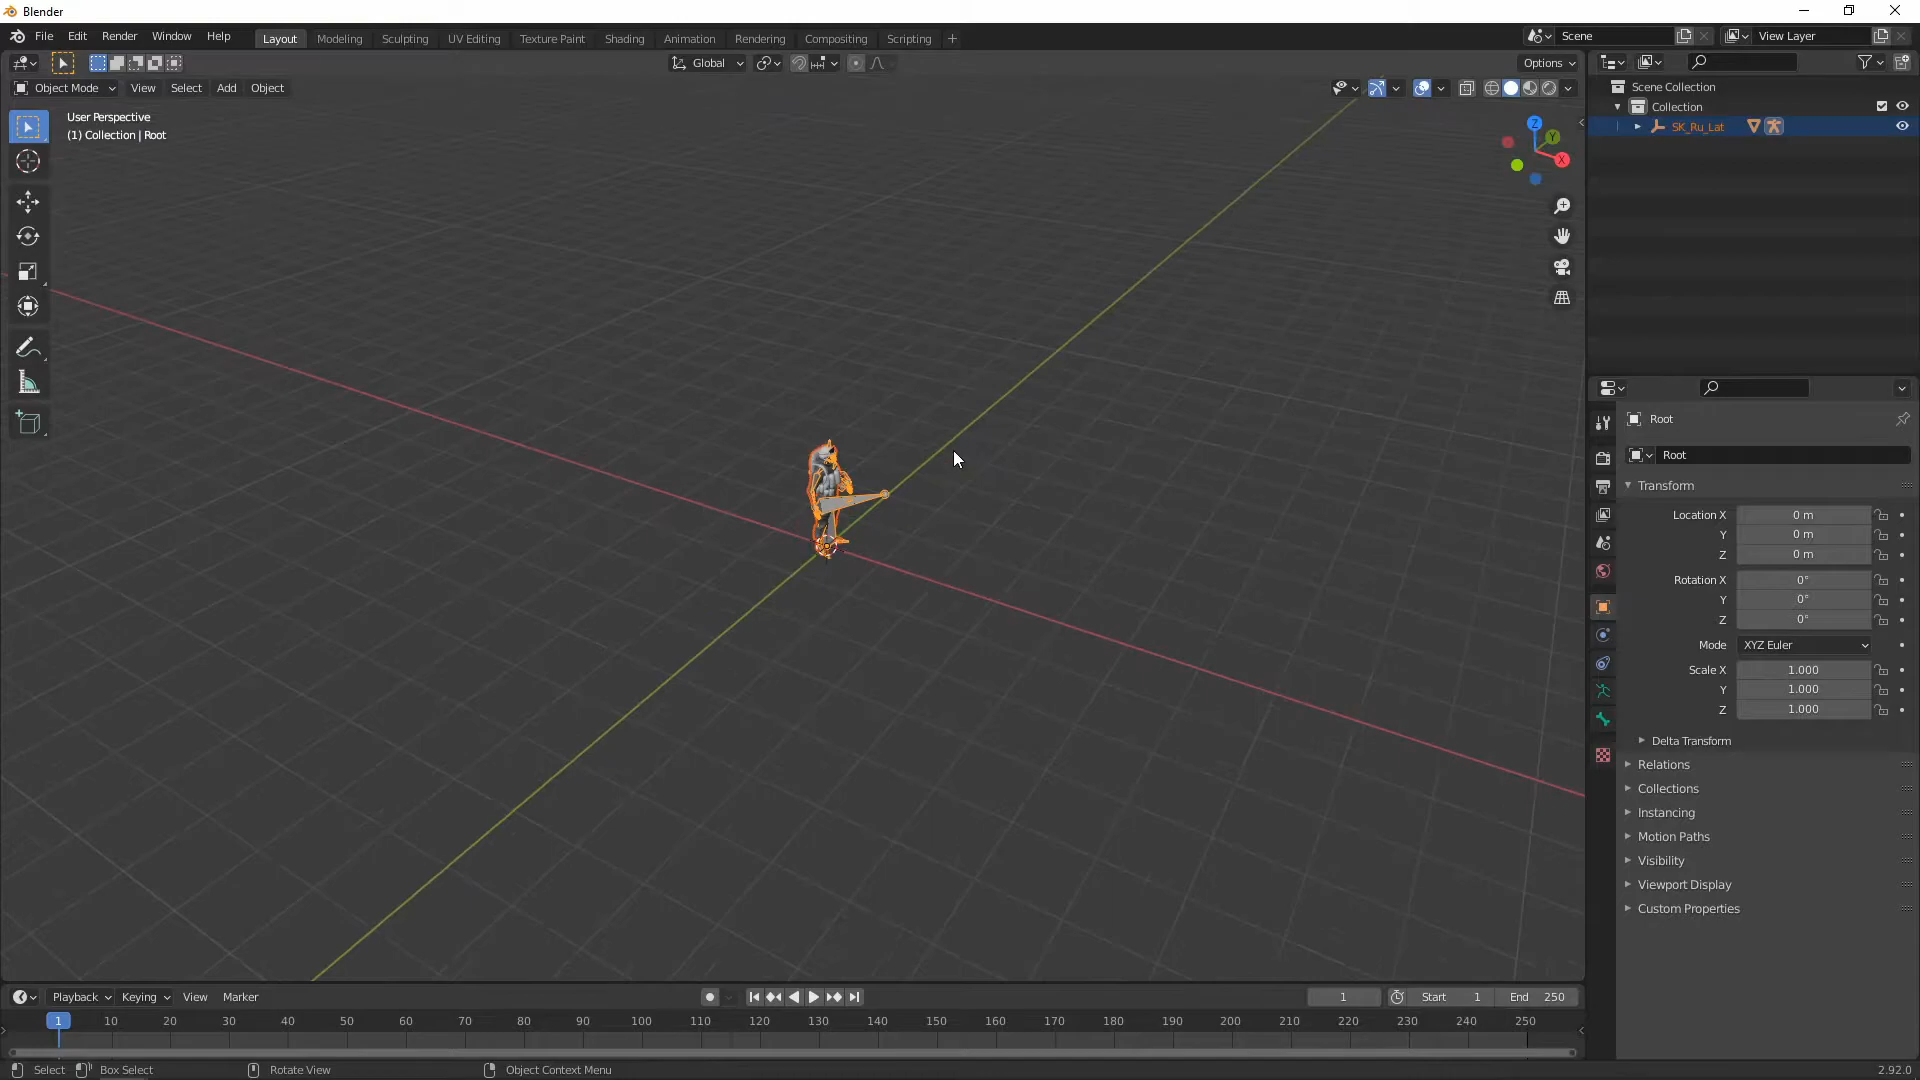 Blender
File Edit Render Window Help
Layout Modeling Sculpting UV Editing Texture Paint Shading Animation Rendering Compositing Scripting +
Scene
View Layer
Global
Options
Object Mode View Select Add Object
User Perspective
(1) Collection | Root
Z
Y
X
Scene Collection
Collection
SK_Ru_Lat
Root
Root
Transform
Location X 0 m
Y 0 m
Z 0 m
Rotation X 0°
Y 0°
Z 0°
Mode XYZ Euler
Scale X 1.000
Y 1.000
Z 1.000
Delta Transform
Relations
Collections
Instancing
Motion Paths
Visibility
Viewport Display
Custom Properties
Playback Keying View Marker
1 Start 1 End 250
1 10 20 30 40 50 60 70 80 90 100 110 120 130 140 150 160 170 180 190 200 210 220 230 240 250
Select Box Select Rotate View Object Context Menu 2.92.0